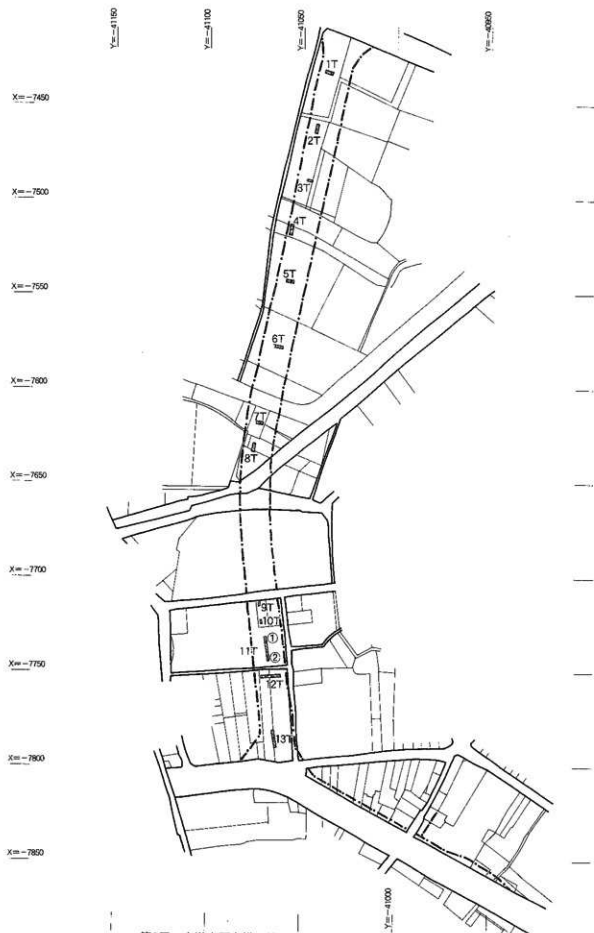 Y=-41150
Y=-41100
Y=-41050
Y=-40950
X=-7450
X=-7500
X=-7550
X=-7600
X=-7650
X=-7700
X=-7750
X=-7800
X=-7850
1T
2T
3T
4T
5T
6T
7T
8T
9T
10T
11T
①
②
12T
13T
Y=-41000